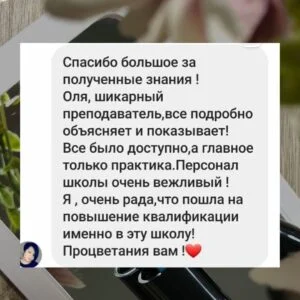 Спасибо большое за
полученные знания !
Оля, шикарный
преподаватель,все подробно
объясняет и показывает!
Все было доступно,а главное
только практика.Персонал
школы очень вежливый !
Я , очень рада,что пошла на
повышение квалификации
именно в эту школу!
Процветания вам !❤️